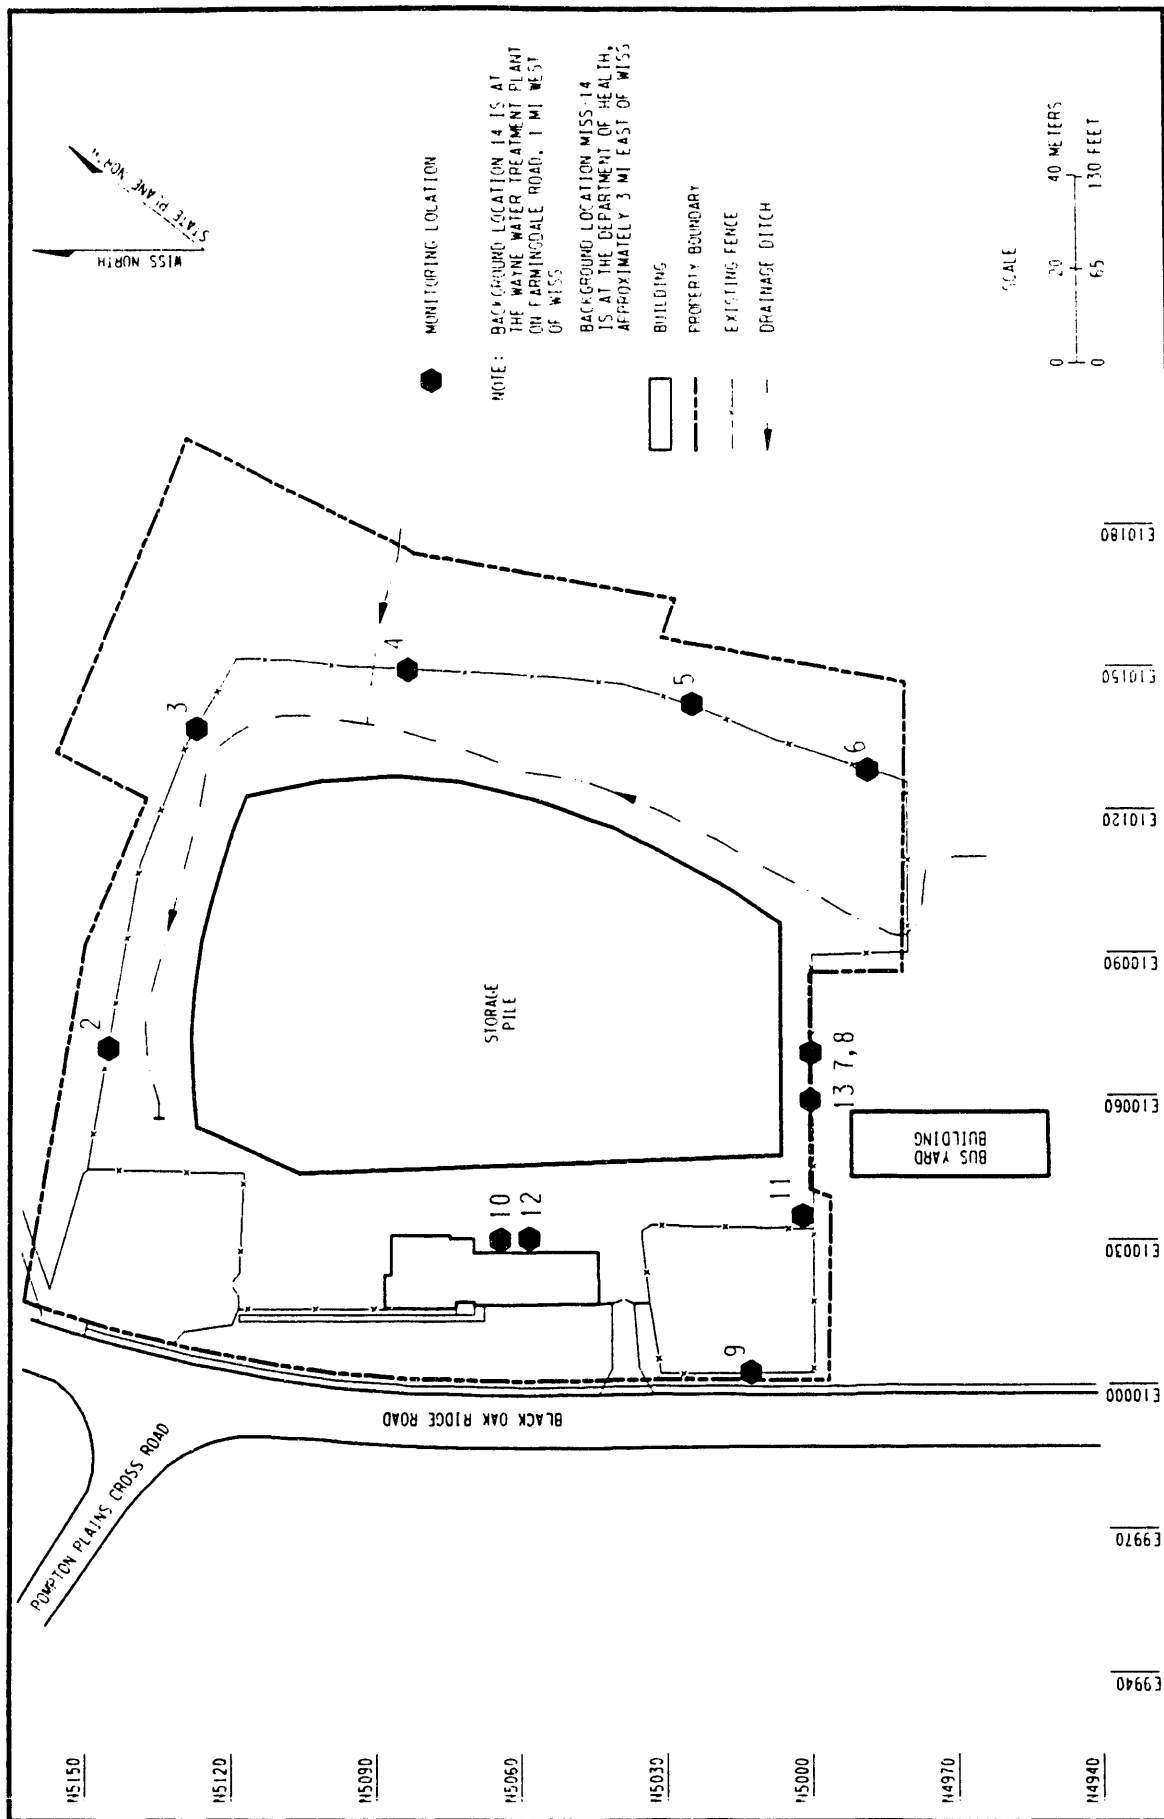 WISS NORTH
STATE PLANE NORTH
MONITORING LOCATION
NOTE:
BACKGROUND LOCATION 14 IS AT
THE WAYNE WATER TREATMENT PLANT
ON FARMINGDALE ROAD, 1 MI WEST
OF WISS
BACKGROUND LOCATION MISS-14
IS AT THE DEPARTMENT OF HEALTH,
APPROXIMATELY 3 MI EAST OF WISS
BUILDING
PROPERTY BOUNDARY
EXISTING FENCE
DRAINAGE DITCH
SCALE
0 20 40 METERS
0 65 130 FEET
2
3
4
5
6
STORAGE
PILE
10
12
11
13 7,8
9
BUS YARD
BUILDING
BLACK OAK RIDGE ROAD
POMPTON PLAINS CROSS ROAD
N5150
N5120
N5090
N5060
N5030
N5000
N4970
N4940
E9940
E9970
E10000
E10030
E10060
E10090
E10120
E10150
E10180